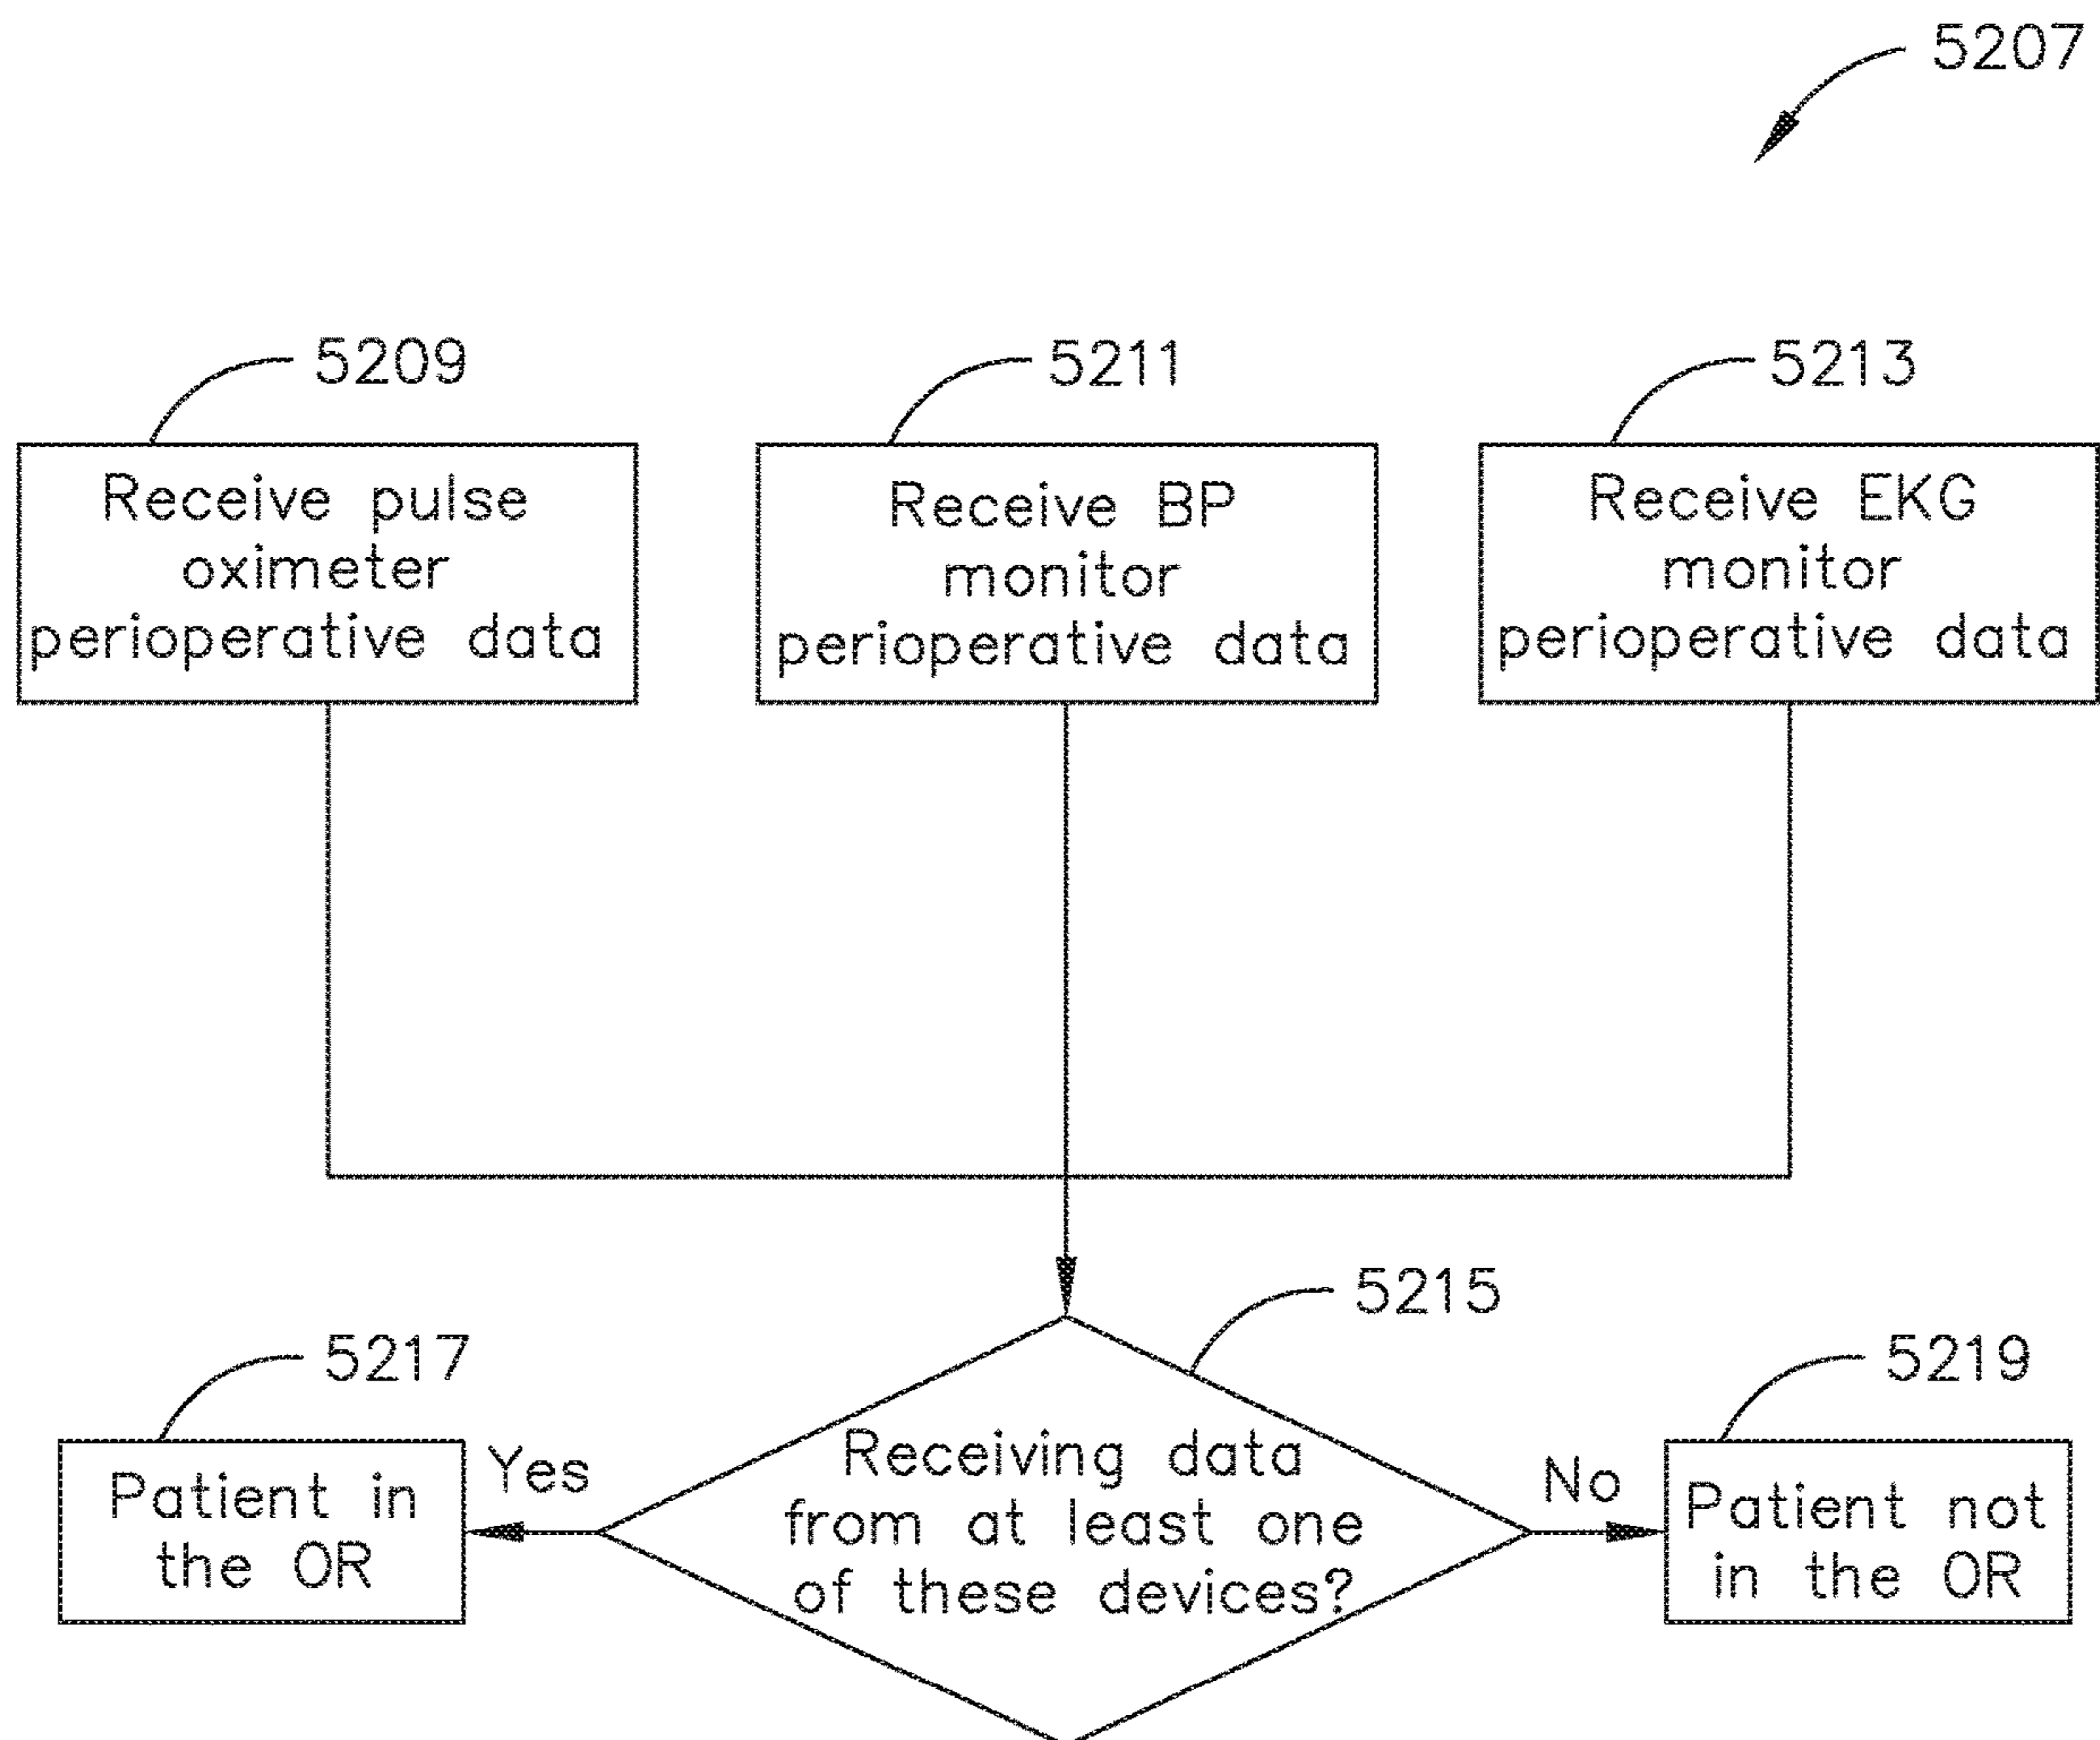 5207
5209
Receive pulse
oximeter
perioperative data
5211
Receive BP
monitor
perioperative data
5213
Receive EKG
monitor
perioperative data
5215
Receiving data
from at least one
of these devices?
5217
Yes
Patient in
the OR
5219
No
Patient not
in the OR